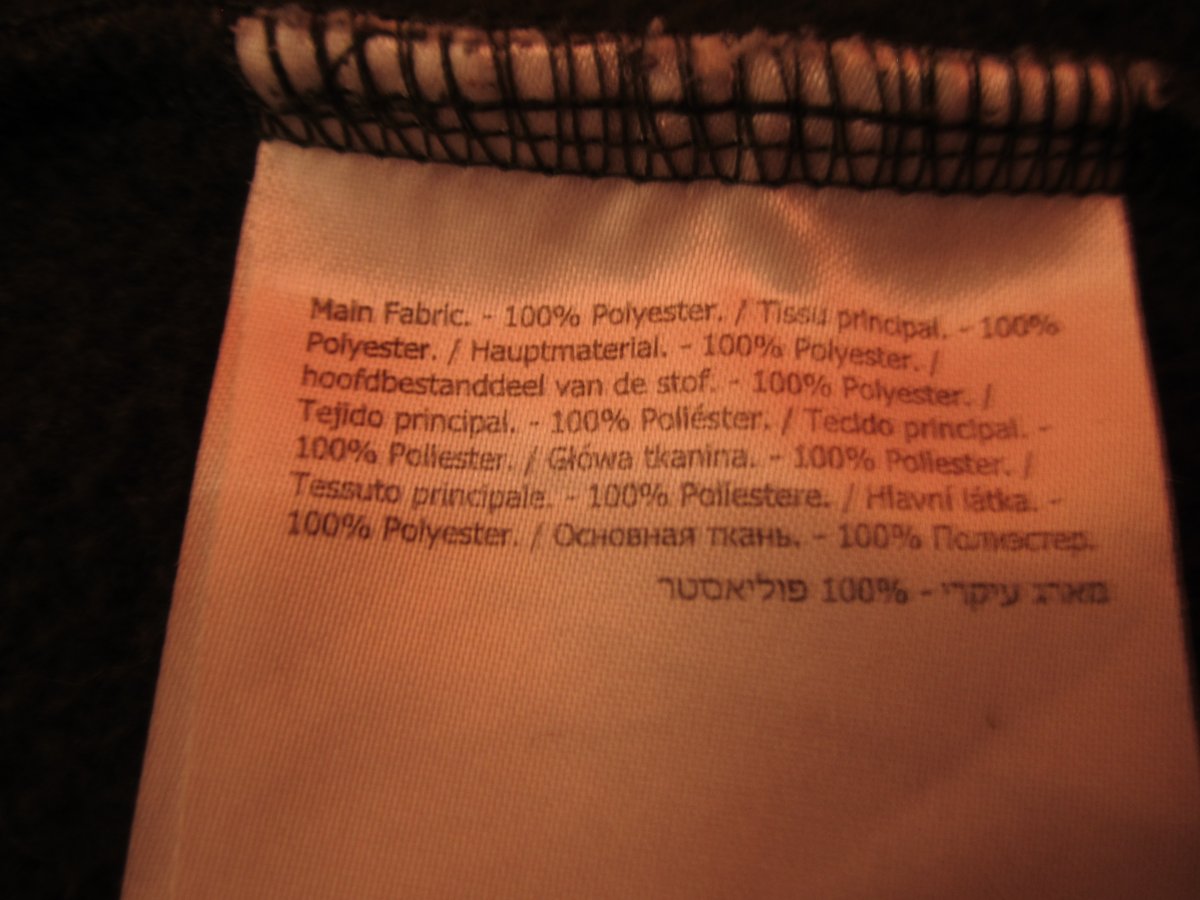 Main Fabric. - 100% Polyester. / Tissu principal. - 100%
Polyester. / Hauptmaterial. - 100% Polyester. /
hoofdbestanddeel van de stof. - 100% Polyester. /
Tejido principal. - 100% Poliéster. / Tecido principal. -
100% Poliester. / Główa tkanina. - 100% Poliester. /
Tessuto principale. - 100% Poliestere. / Hlavní látka. -
100% Polyester. / Основная ткань. - 100% Полиэстер.
מארג עיקרי - 100% פוליאסטר